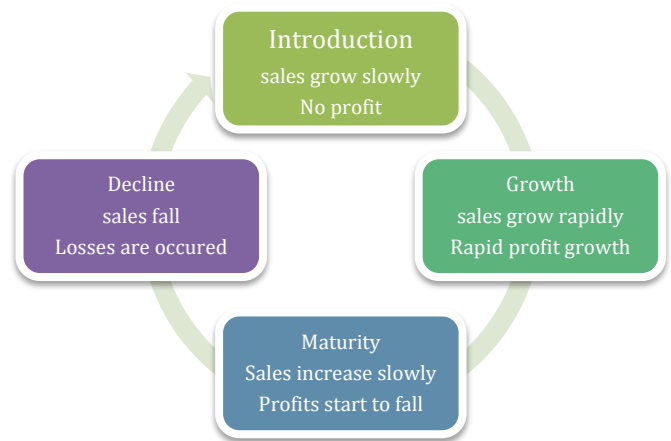 Introduction
sales grow slowly
No profit
Growth
sales grow rapidly
Rapid profit growth
Maturity
Sales increase slowly
Profits start to fall
Decline
sales fall
Losses are occured